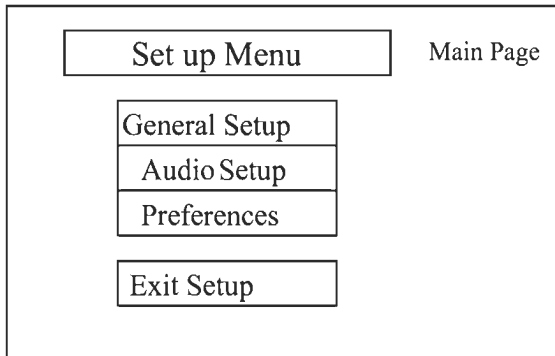 Set up Menu
Main Page
General Setup
Audio Setup
Preferences
Exit Setup